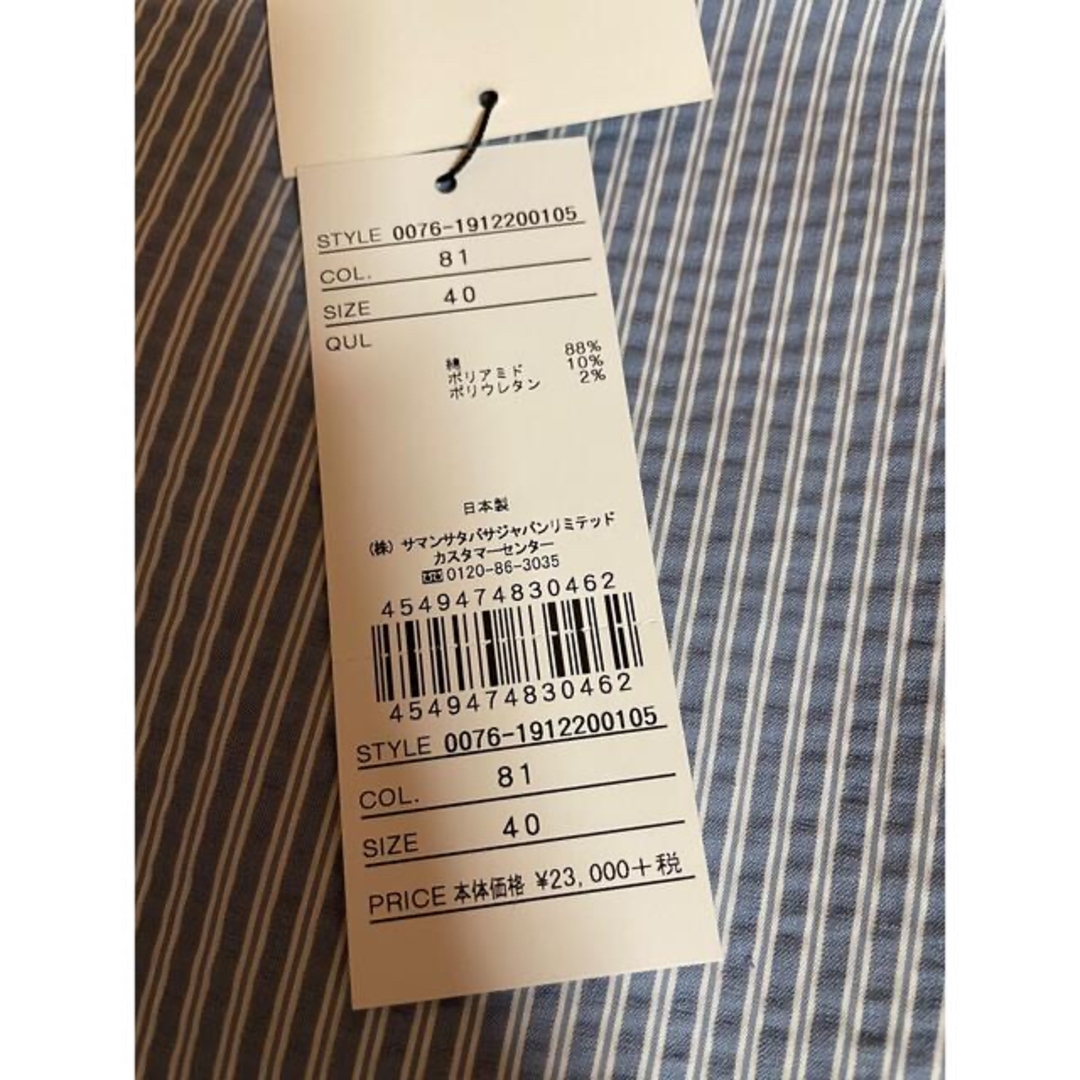 STYLE 0076-1912200105
COL. 81
SIZE 40
QUL
綿 88%
ポリアミド 10%
ポリウレタン 2%
日本製
(株) サマンサタバサジャパンリミテッド
カスタマーセンター
0120-86-3035
4549474830462
4549474830462
STYLE 0076-1912200105
COL. 81
SIZE 40
PRICE 本体価格 ¥23,000+税